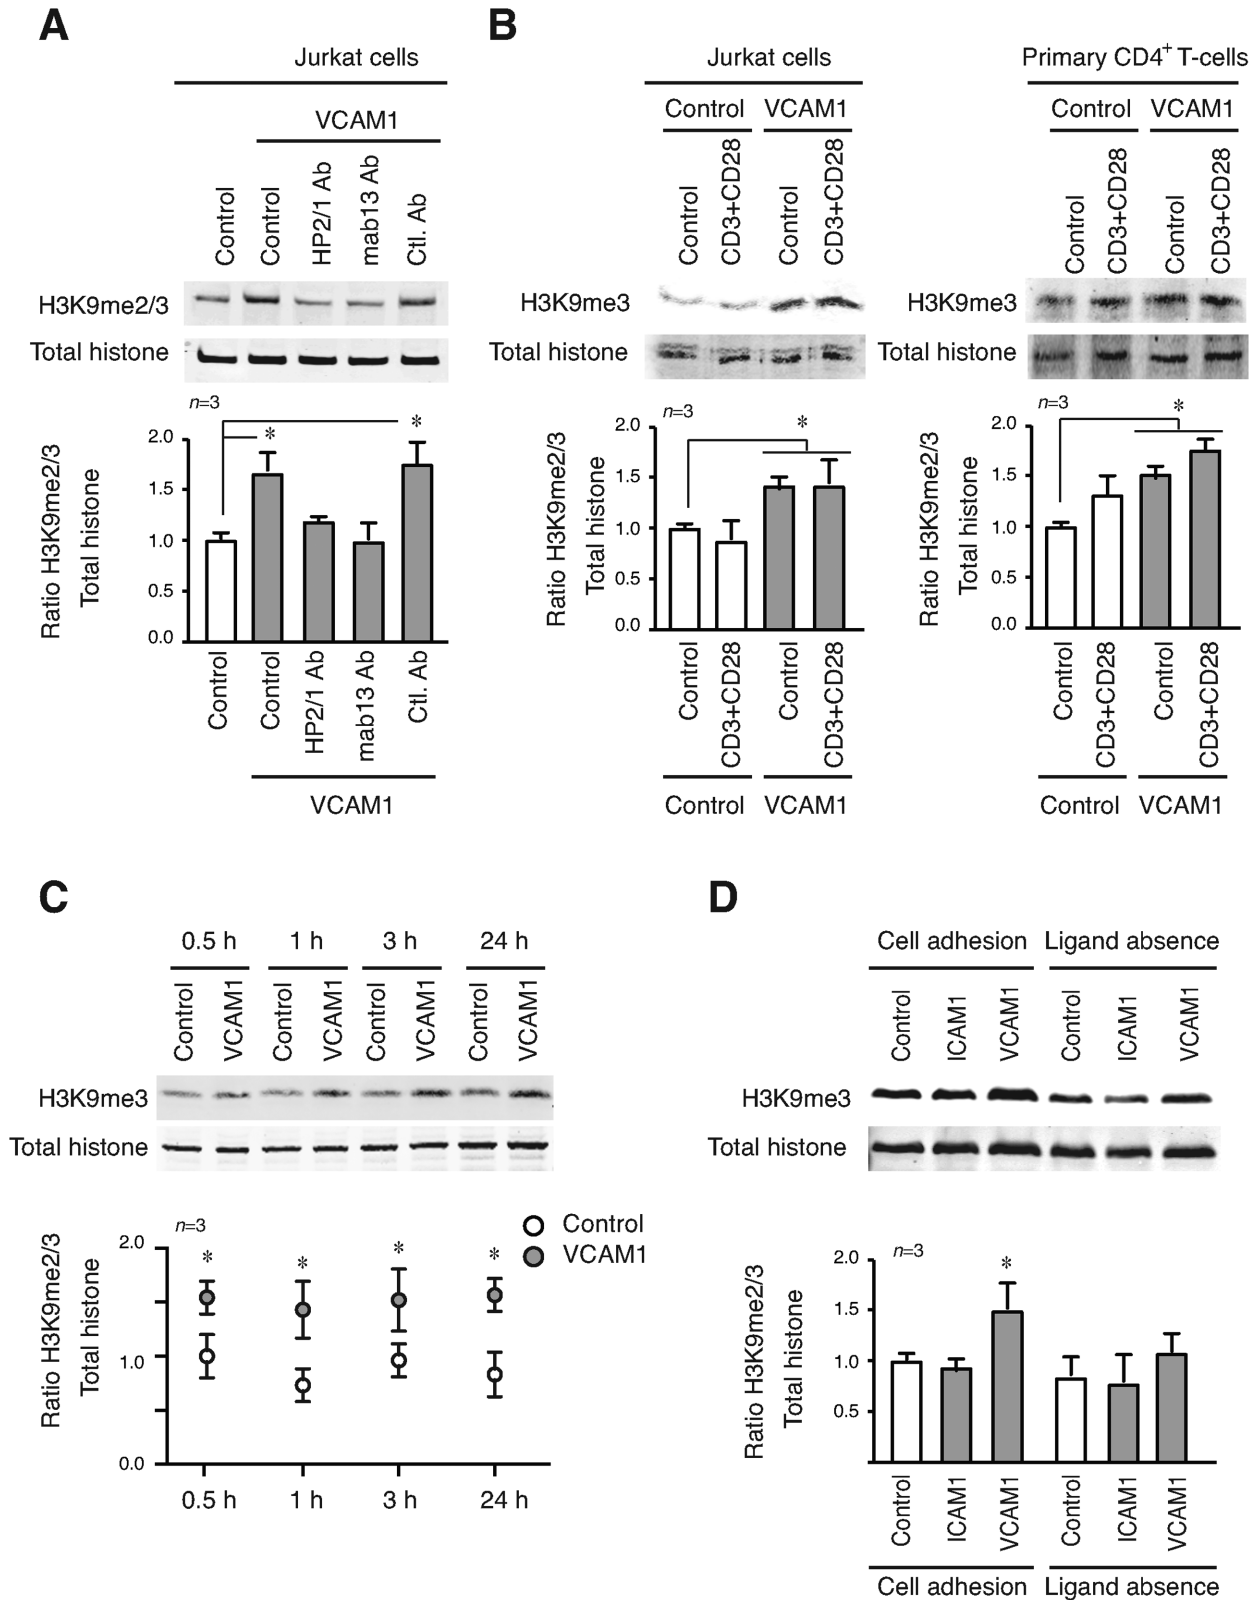 A
Jurkat cells
VCAM1
Control
Control
HP2/1 Ab
mab13 Ab
Ctl. Ab
H3K9me2/3
Total histone
n=3
*
*
2.0
1.5
1.0
0.5
0.0
Ratio H3K9me2/3
Total histone
Control
Control
HP2/1 Ab
mab13 Ab
Ctl. Ab
VCAM1
B
Jurkat cells
Control VCAM1
Control
CD3+CD28
Control
CD3+CD28
H3K9me3
Total histone
n=3
*
2.0
1.5
1.0
0.5
0.0
Ratio H3K9me2/3
Total histone
Control
CD3+CD28
Control
CD3+CD28
Control VCAM1
Primary CD4+ T-cells
Control VCAM1
Control
CD3+CD28
Control
CD3+CD28
H3K9me3
Total histone
n=3
*
2.0
1.5
1.0
0.5
0.0
Ratio H3K9me2/3
Total histone
Control
CD3+CD28
Control
CD3+CD28
Control VCAM1
C
0.5 h 1 h 3 h 24 h
Control
VCAM1
Control
VCAM1
Control
VCAM1
Control
VCAM1
H3K9me3
Total histone
n=3
Control
VCAM1
* * * *
2.0
1.0
0.0
Ratio H3K9me2/3
Total histone
0.5 h 1 h 3 h 24 h
D
Cell adhesion Ligand absence
Control
ICAM1
VCAM1
Control
ICAM1
VCAM1
H3K9me3
Total histone
n=3
*
2.0
1.5
1.0
0.5
Ratio H3K9me2/3
Total histone
Control
ICAM1
VCAM1
Control
ICAM1
VCAM1
Cell adhesion Ligand absence